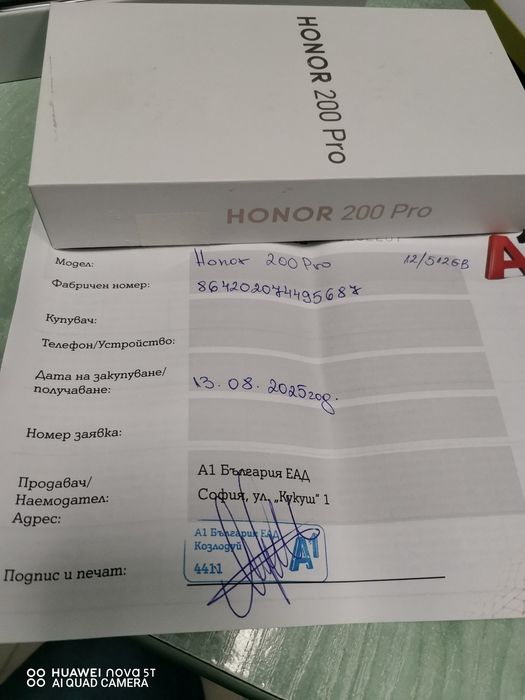 HONOR 200 Pro
HONOR 200 Pro
Модел: Honor 200 Pro 12/512GB
Фабричен номер: 864202074495687
Купувач:
Телефон/Устройство:
Дата на закупуване/
получаване: 13.08.2025год.
Номер заявка:
Продавач/ А1 България ЕАД
Наемодател: София, ул. „Кукуш" 1
Адрес:
А1 България ЕАД
Козлодуй
4411 A1
Подпис и печат:
HUAWEI nova 5T
AI QUAD CAMERA